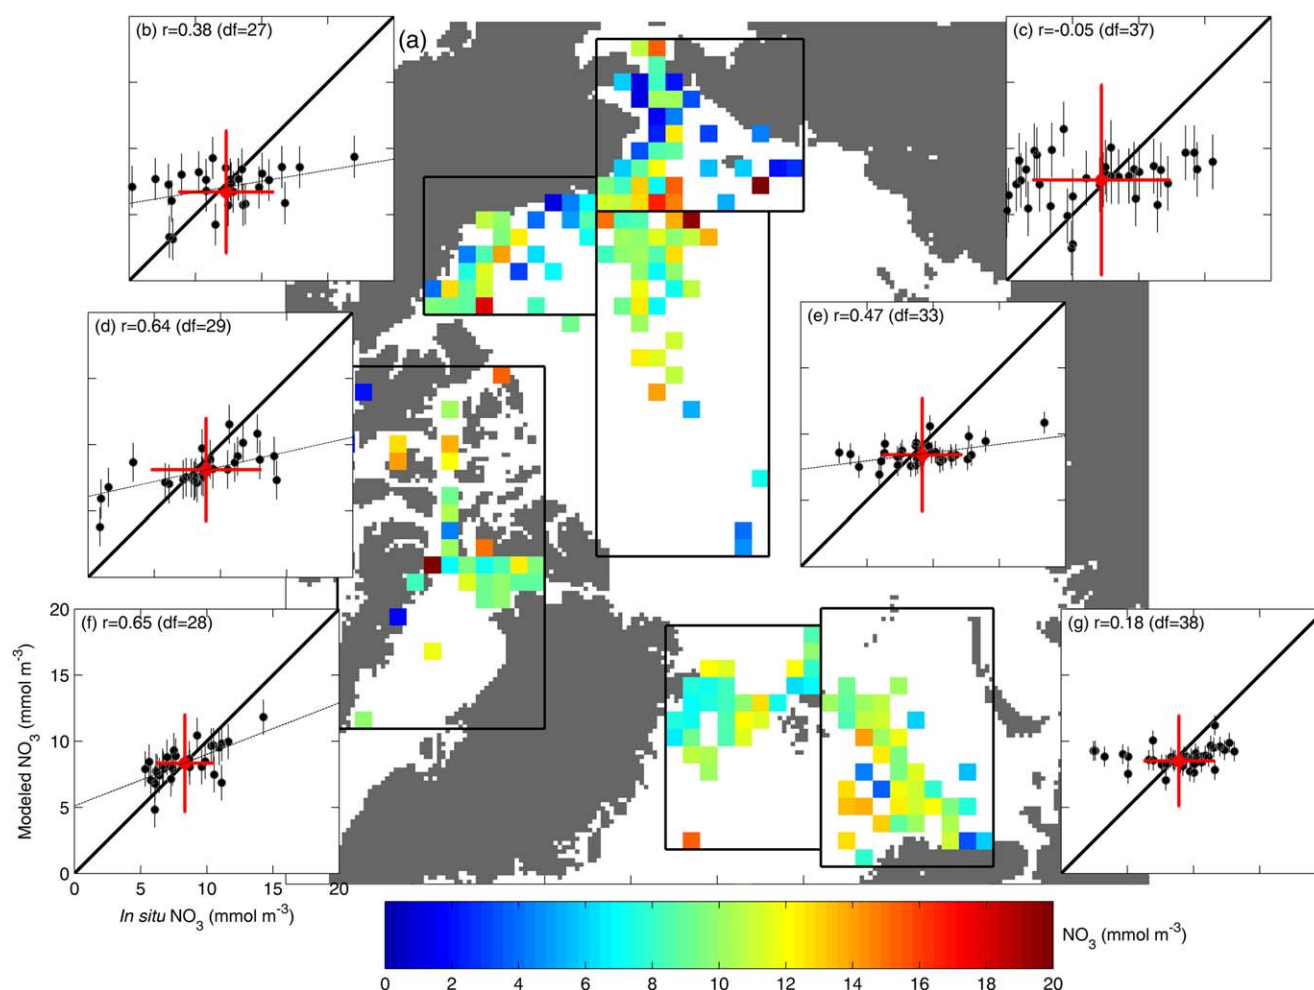 (b) r=0.38 (df=27)
(a)
(c) r=-0.05 (df=37)
(d) r=0.64 (df=29)
(e) r=0.47 (df=33)
(f) r=0.65 (df=28)
(g) r=0.18 (df=38)
20
15
10
5
0
Modeled NO3 (mmol m-3)
0 5 10 15 20
In situ NO3 (mmol m-3)
NO3 (mmol m-3)
0 2 4 6 8 10 12 14 16 18 20